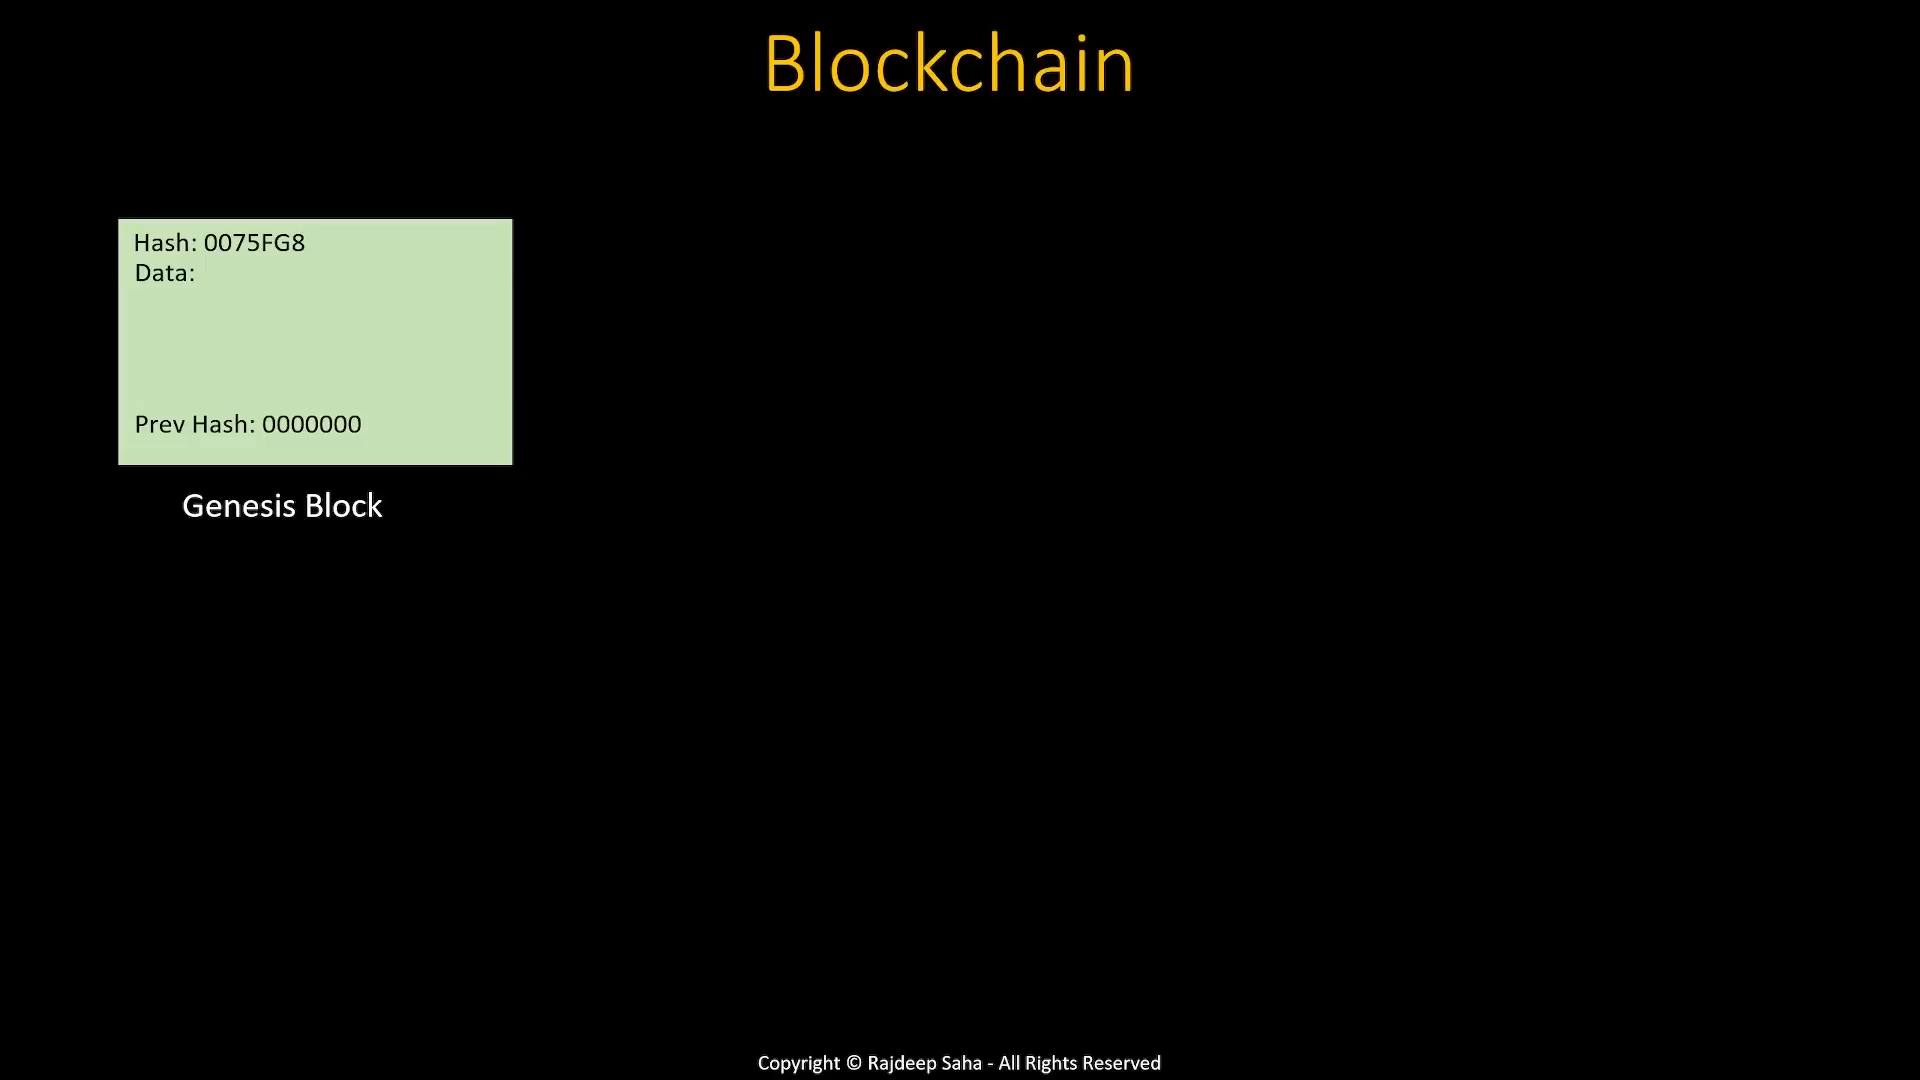 Blockchain
Hash: 0075FG8
Data:
Prev Hash: 0000000
Genesis Block
Copyright © Rajdeep Saha - All Rights Reserved